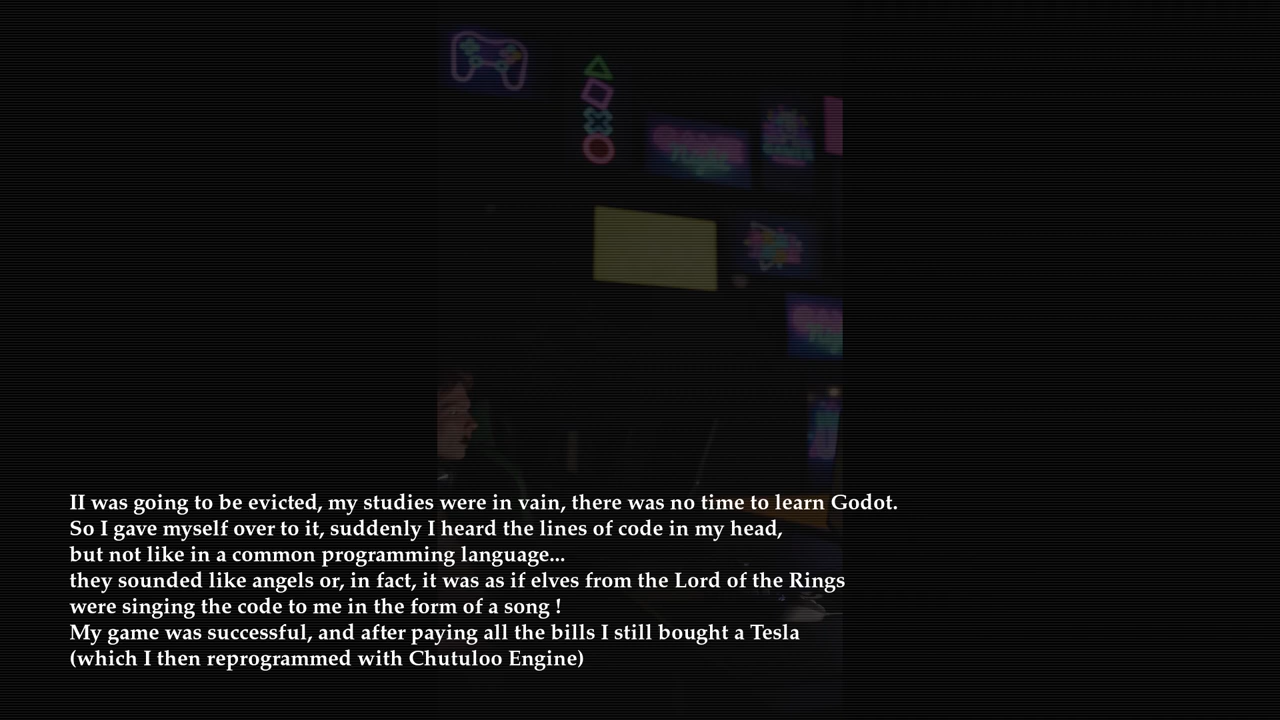 II was going to be evicted, my studies were in vain, there was no time to learn Godot.
So I gave myself over to it, suddenly I heard the lines of code in my head,
but not like in a common programming language...
they sounded like angels or, in fact, it was as if elves from the Lord of the Rings
were singing the code to me in the form of a song !
My game was successful, and after paying all the bills I still bought a Tesla
(which I then reprogrammed with Chutuloo Engine)